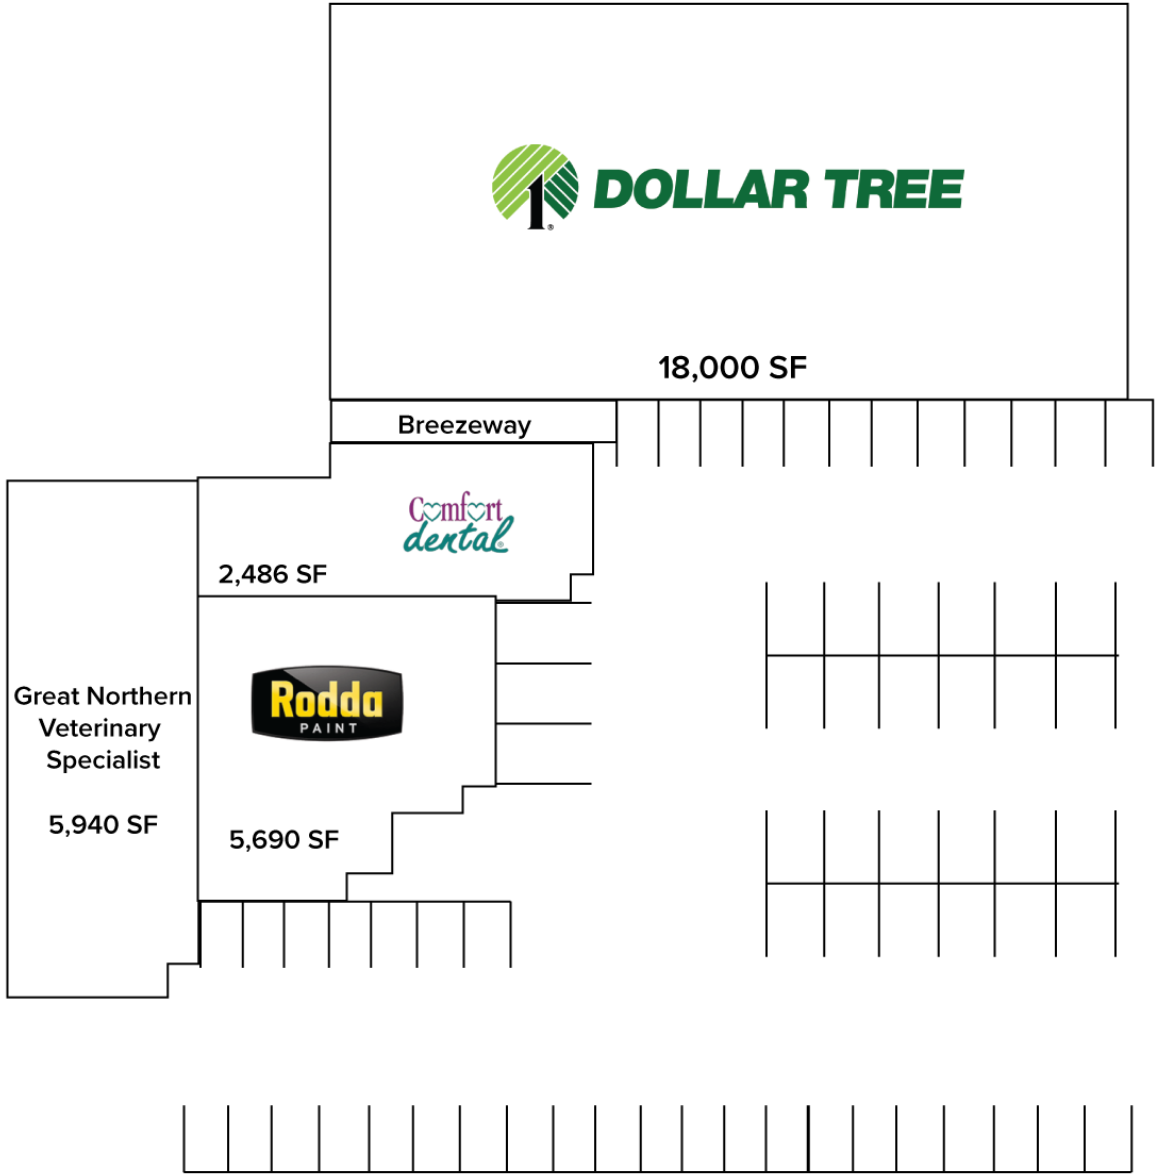 1®
DOLLAR TREE
18,000 SF
Breezeway
Comfort
dental®
2,486 SF
Rodda
PAINT
Great Northern
Veterinary
Specialist
5,940 SF
5,690 SF